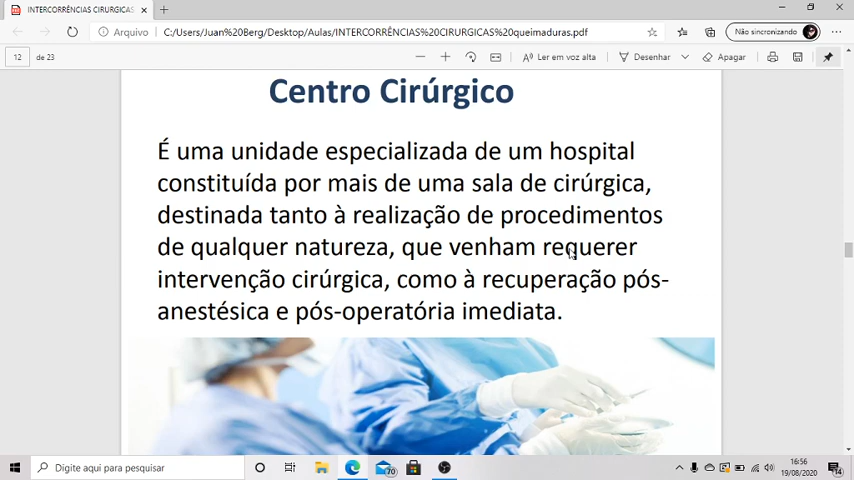 INTERCORRÊNCIAS CIRURGICAS
Arquivo C:/Users/Juan%20Berg/Desktop/Aulas/INTERCORRÊNCIAS%20CIRURGICAS%20queimaduras.pdf Não sincronizando
12 de 23 Ler em voz alta Desenhar Apagar
Centro Cirúrgico
É uma unidade especializada de um hospital
constituída por mais de uma sala de cirúrgica,
destinada tanto à realização de procedimentos
de qualquer natureza, que venham requerer
intervenção cirúrgica, como à recuperação pós-
anestésica e pós-operatória imediata.
Digite aqui para pesquisar 70 16:56
19/08/2020 14